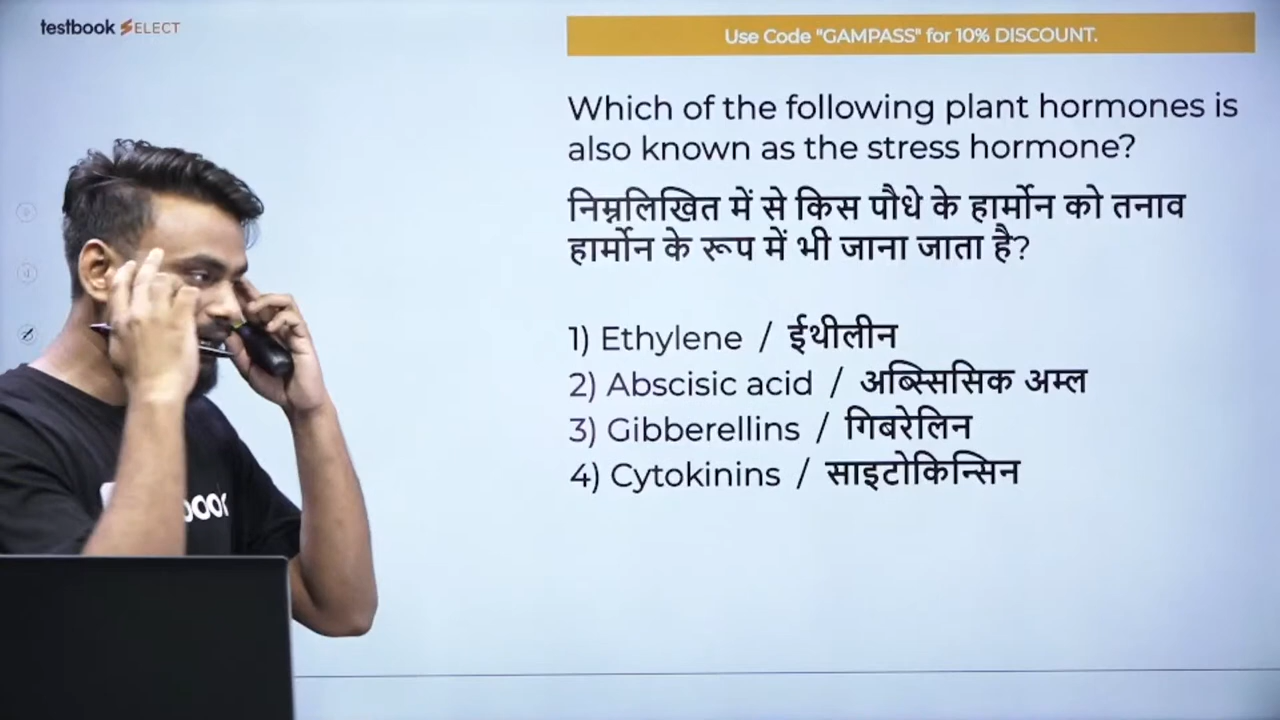 testbook SELECT
Use Code "GAMPASS" for 10% DISCOUNT.
Which of the following plant hormones is
also known as the stress hormone?
निम्नलिखित में से किस पौधे के हार्मोन को तनाव
हार्मोन के रूप में भी जाना जाता है?
1) Ethylene / ईथीलीन
2) Abscisic acid / अब्स्सिसिक अम्ल
3) Gibberellins / गिबरेलिन
4) Cytokinins / साइटोकिन्सिन